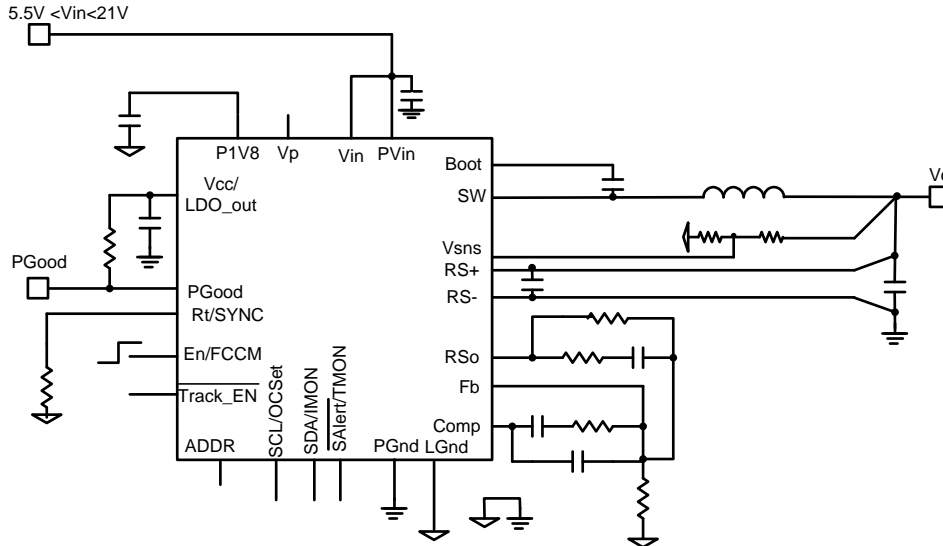 5.5V <Vin<21V
P1V8
Vp
Vin
PVin
Boot
SW
Vcc/
LDO_out
Vsns
RS+
RS-
PGood
PGood
Rt/SYNC
En/FCCM
Track_EN
RSo
Fb
Comp
ADDR
SCL/OCSet
SDA/IMON
SAlert/TMON
PGnd
LGnd